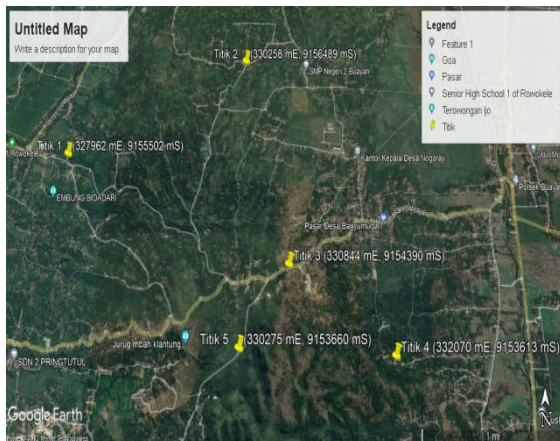 Untitled Map
Write a description for your map.
Legend
Feature 1
Goa
Pasar
Senior High School 1 of Rowokele
Terowongan Ijo
Titik
Titik 2 (330258 mE, 9156489 mS)
SMP Negeri 2 Buayan
Titik 1 (327962 mE, 9155502 mS)
Kantor Kepala Desa Nogoraji
EMBUNG BIDADARI
Polsek Buayan
Pasar Desa Banyumudal
Titik 3 (330844 mE, 9154390 mS)
Titik 5 (330275 mE, 9153660 mS)
Titik 4 (332070 mE, 9153613 mS)
Jurug mbah klantung
SDN 2 PRINGTUTUL
Google Earth
N
1 mi